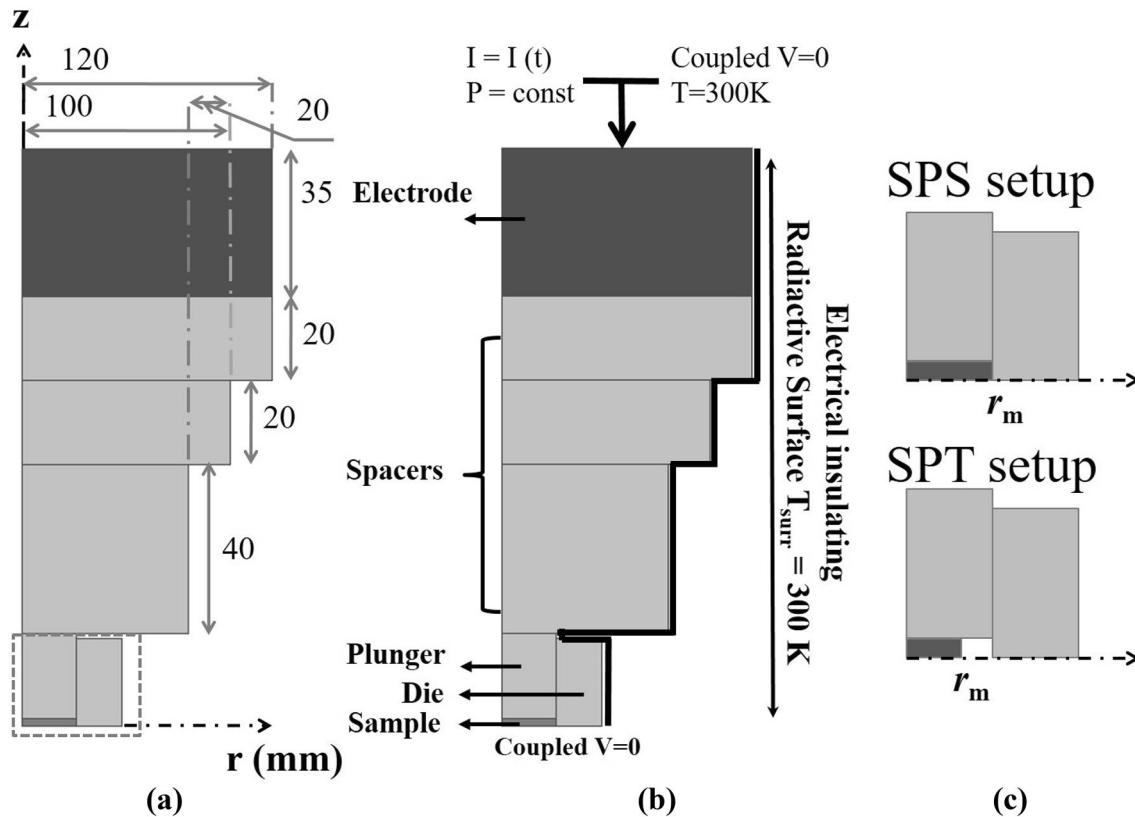 z
120
100
20
35
20
20
40
r (mm)
(a)
I = I (t)
P = const
Coupled V=0
T=300K
Electrode
Spacers
Plunger
Die
Sample
Coupled V=0
Electrical insulating
Radiactive Surface T_surr = 300 K
(b)
SPS setup
r_m
SPT setup
r_m
(c)